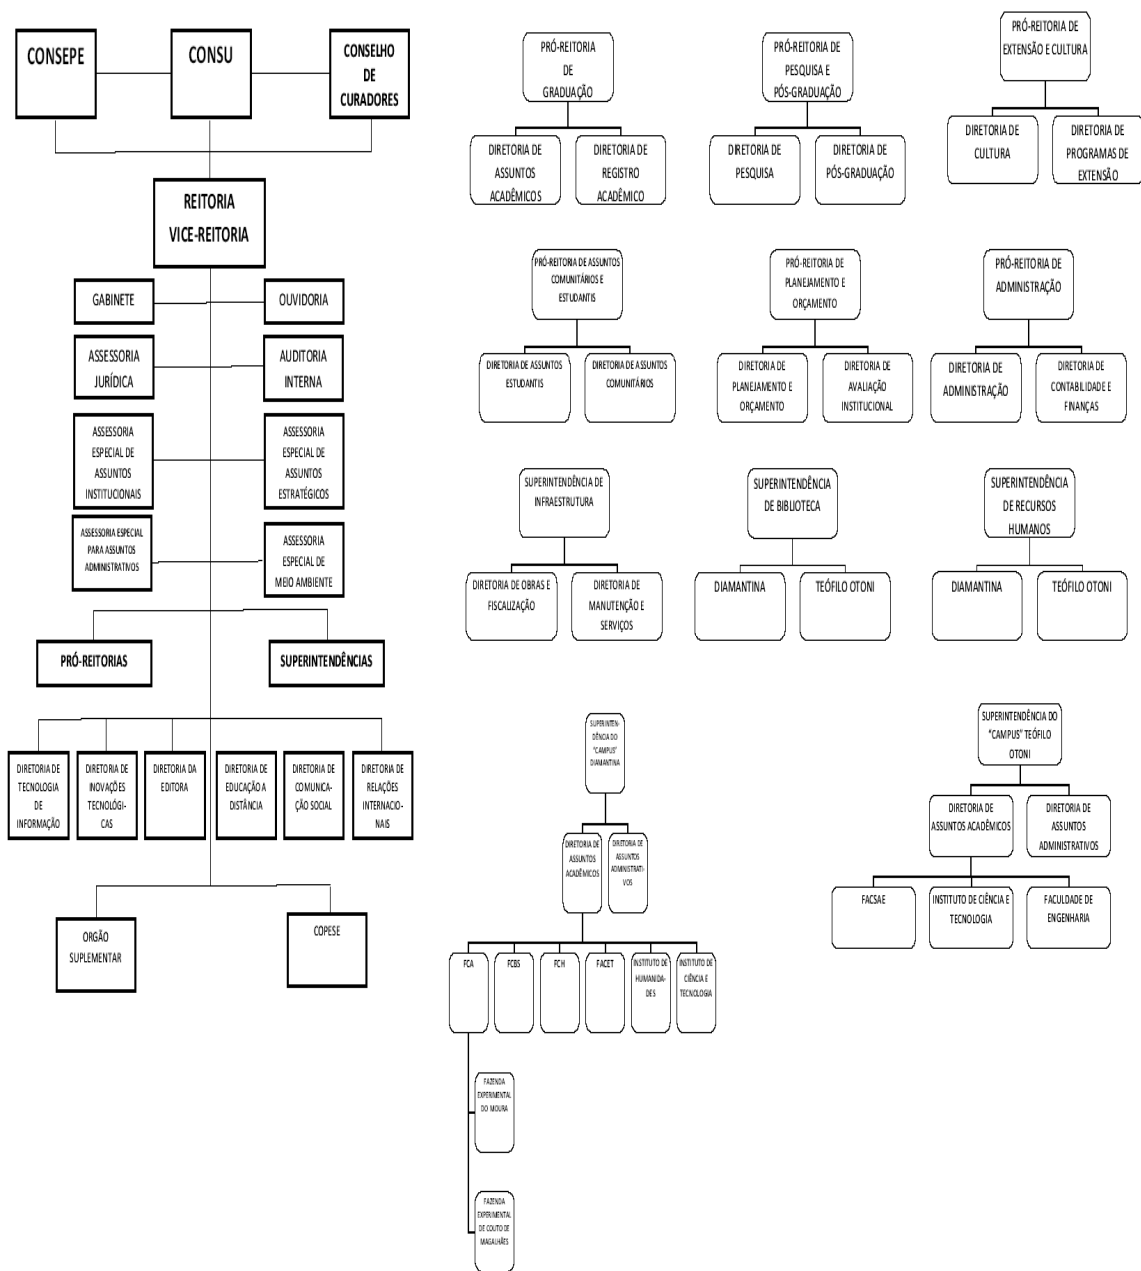 CONSEPE
CONSU
CONSELHO
DE
CURADORES
REITORIA
VICE-REITORIA
GABINETE
OUVIDORIA
ASSESSORIA
JURÍDICA
AUDITORIA
INTERNA
ASSESSORIA
ESPECIAL DE
ASSUNTOS
INSTITUCIONAIS
ASSESSORIA
ESPECIAL DE
ASSUNTOS
ESTRATÉGICOS
ASSESSORIA ESPECIAL
PARA ASSUNTOS
ADMINISTRATIVOS
ASSESSORIA
ESPECIAL DE
MEIO AMBIENTE
PRÓ-REITORIAS
SUPERINTENDÊNCIAS
DIRETORIA DE
TECNOLOGIA
DE
INFORMAÇÃO
DIRETORIA DE
INOVAÇÕES
TECNOLÓGI-
CAS
DIRETORIA DA
EDITORA
DIRETORIA DE
EDUCAÇÃO A
DISTÂNCIA
DIRETORIA DE
COMUNICA-
ÇÃO SOCIAL
DIRETORIA DE
RELAÇÕES
INTERNACIO-
NAIS
ORGÃO
SUPLEMENTAR
COPESE
PRÓ-REITORIA
DE
GRADUAÇÃO
DIRETORIA DE
ASSUNTOS
ACADÊMICOS
DIRETORIA DE
REGISTRO
ACADÊMICO
PRÓ-REITORIA DE
PESQUISA E
PÓS-GRADUAÇÃO
DIRETORIA DE
PESQUISA
DIRETORIA DE
PÓS-GRADUAÇÃO
PRÓ-REITORIA DE
EXTENSÃO E CULTURA
DIRETORIA DE
CULTURA
DIRETORIA DE
PROGRAMAS DE
EXTENSÃO
PRÓ-REITORIA DE ASSUNTOS
COMUNITÁRIOS E
ESTUDANTIS
DIRETORIA DE ASSUNTOS
ESTUDANTIS
DIRETORIA DE ASSUNTOS
COMUNITÁRIOS
PRÓ-REITORIA DE
PLANEJAMENTO E
ORÇAMENTO
DIRETORIA DE
PLANEJAMENTO E
ORÇAMENTO
DIRETORIA DE
AVALIAÇÃO
INSTITUCIONAL
PRÓ-REITORIA DE
ADMINISTRAÇÃO
DIRETORIA DE
ADMINISTRAÇÃO
DIRETORIA DE
CONTABILIDADE E
FINANÇAS
SUPERINTENDÊNCIA DE
INFRAESTRUTURA
DIRETORIA DE OBRAS E
FISCALIZAÇÃO
DIRETORIA DE
MANUTENÇÃO E
SERVIÇOS
SUPERINTENDÊNCIA
DE BIBLIOTECA
DIAMANTINA
TEÓFILO OTONI
SUPERINTENDÊNCIA
DE RECURSOS
HUMANOS
DIAMANTINA
TEÓFILO OTONI
SUPERINTEN-
DÊNCIA DO
"CAMPUS"
DIAMANTINA
DIRETORIA DE
ASSUNTOS
ACADÊMICOS
DIRETORIA DE
ASSUNTOS
ADMINISTRATI-
VOS
FCA
FCBS
FCH
FACET
INSTITUTO DE
HUMANIDA-
DES
INSTITUTO DE
CIÊNCIA E
TECNOLOGIA
FAZENDA
EXPERIMENTAL
DO MOURA
FAZENDA
EXPERIMENTAL
DE COUTO DE
MAGALHÃES
SUPERINTENDÊNCIA DO
"CAMPUS" TEÓFILO
OTONI
DIRETORIA DE
ASSUNTOS ACADÊMICOS
DIRETORIA DE
ASSUNTOS
ADMINISTRATIVOS
FACSAE
INSTITUTO DE CIÊNCIA E
TECNOLOGIA
FACULDADE DE
ENGENHARIA